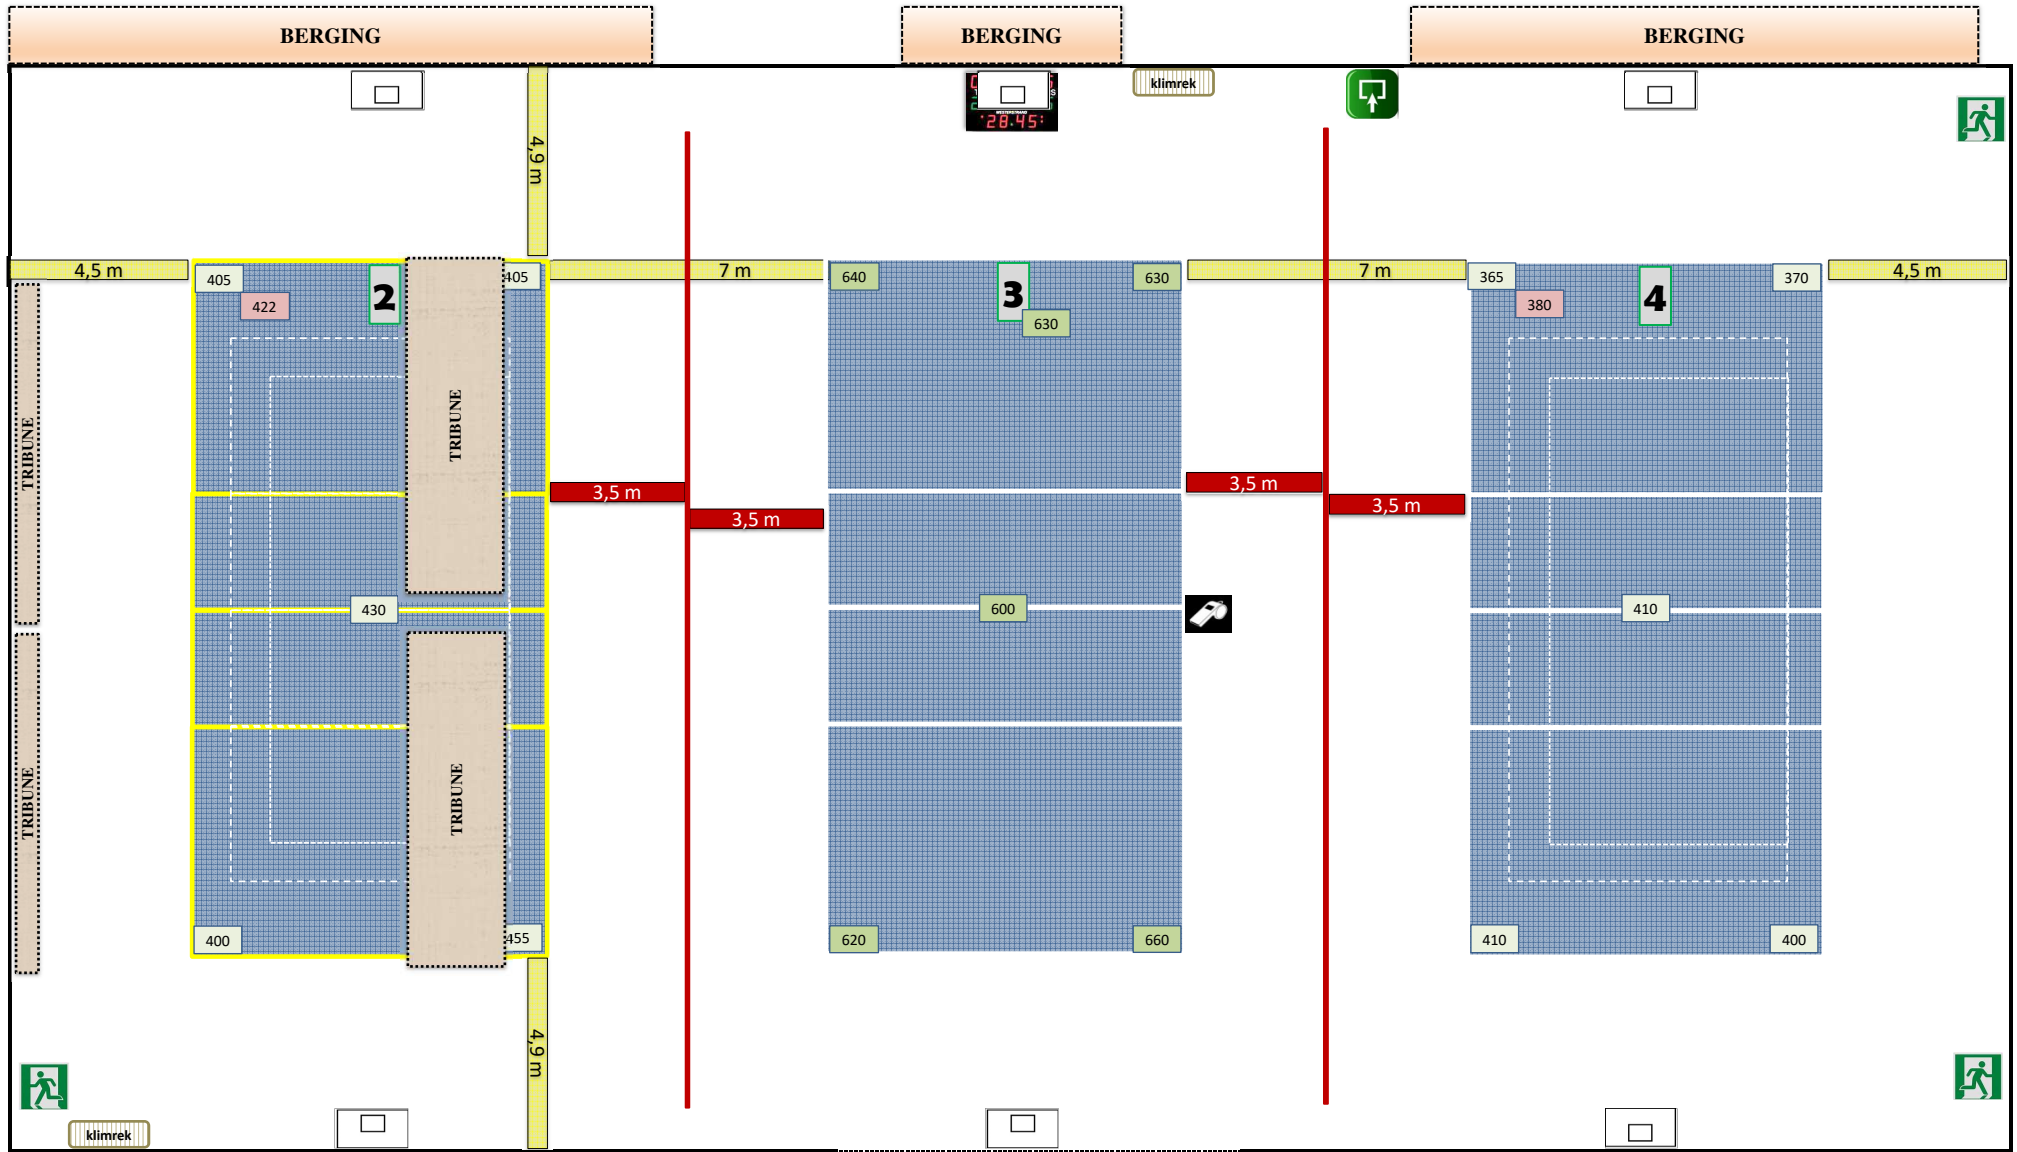 BERGING
BERGING
BERGING
klimrek
WESTERSTRAND
28.45
4,9 m
4,5 m
7 m
7 m
4,5 m
405
2
405
640
3
630
365
4
370
422
630
380
TRIBUNE
TRIBUNE
3,5 m
3,5 m
3,5 m
3,5 m
430
600
410
TRIBUNE
TRIBUNE
400
455
620
660
410
400
4,9 m
klimrek